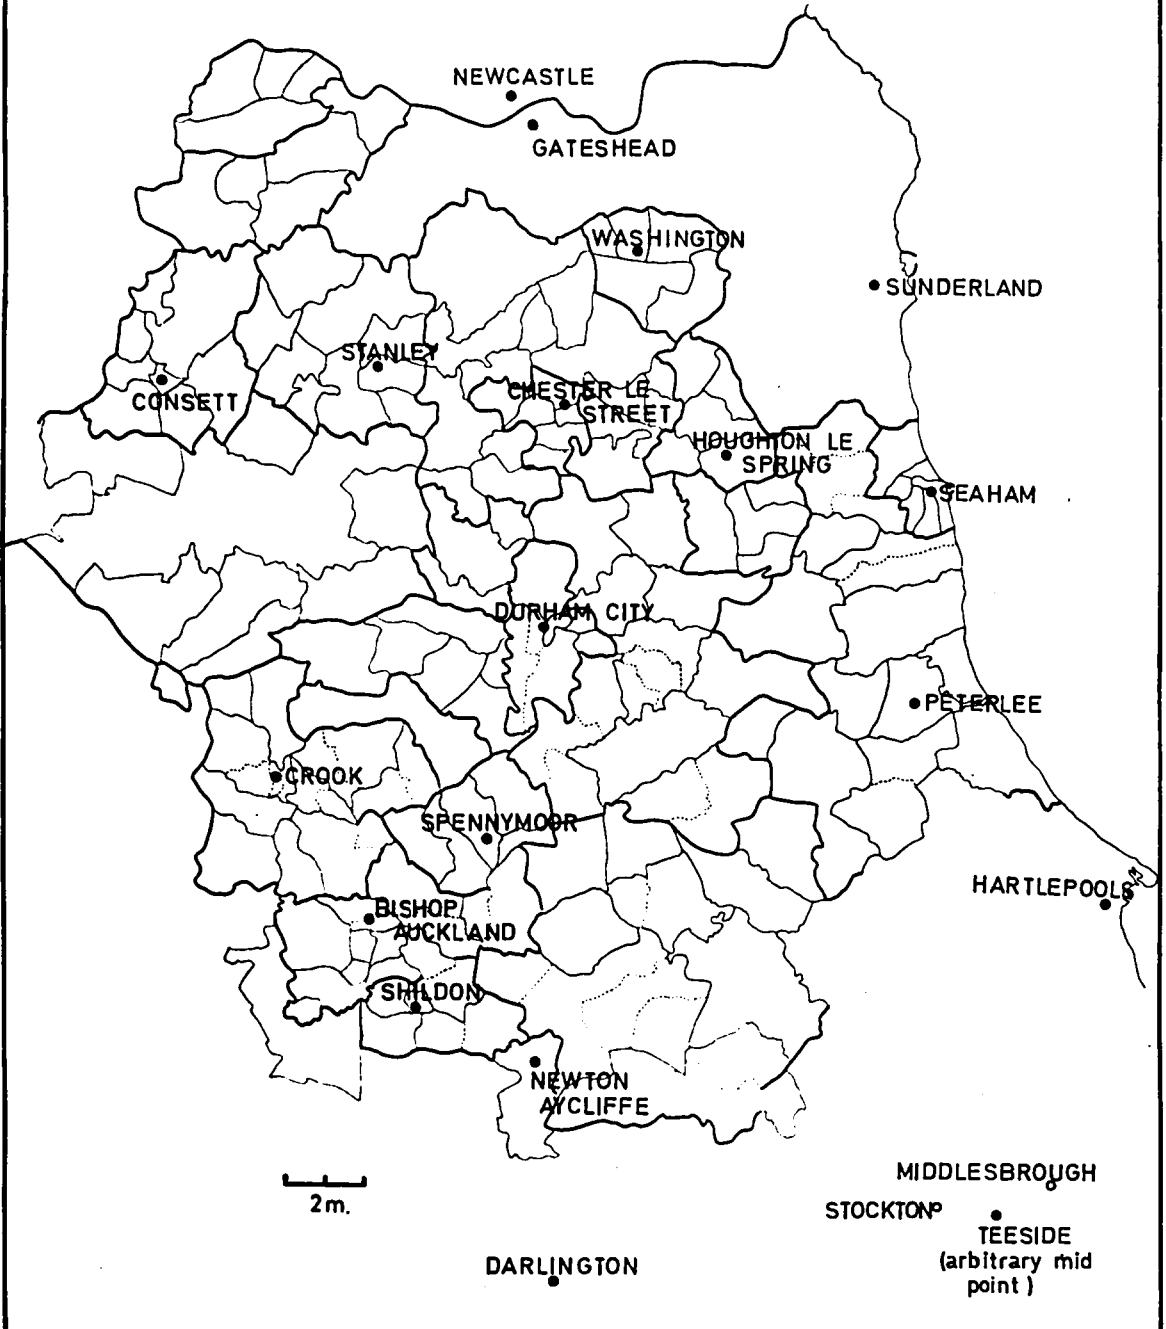 NEWCASTLE
GATESHEAD
WASHINGTON
SUNDERLAND
STANLEY
CONSETT
CHESTER LE
STREET
HOUGHTON LE
SPRING
SEAHAM
DURHAM CITY
PETERLEE
CROOK
SPENNYMOOR
HARTLEPOOLS
BISHOP
AUCKLAND
SHILDON
NEWTON
AYCLIFFE
2m.
MIDDLESBROUGH
STOCKTON
TEESIDE
(arbitrary mid
point)
DARLINGTON